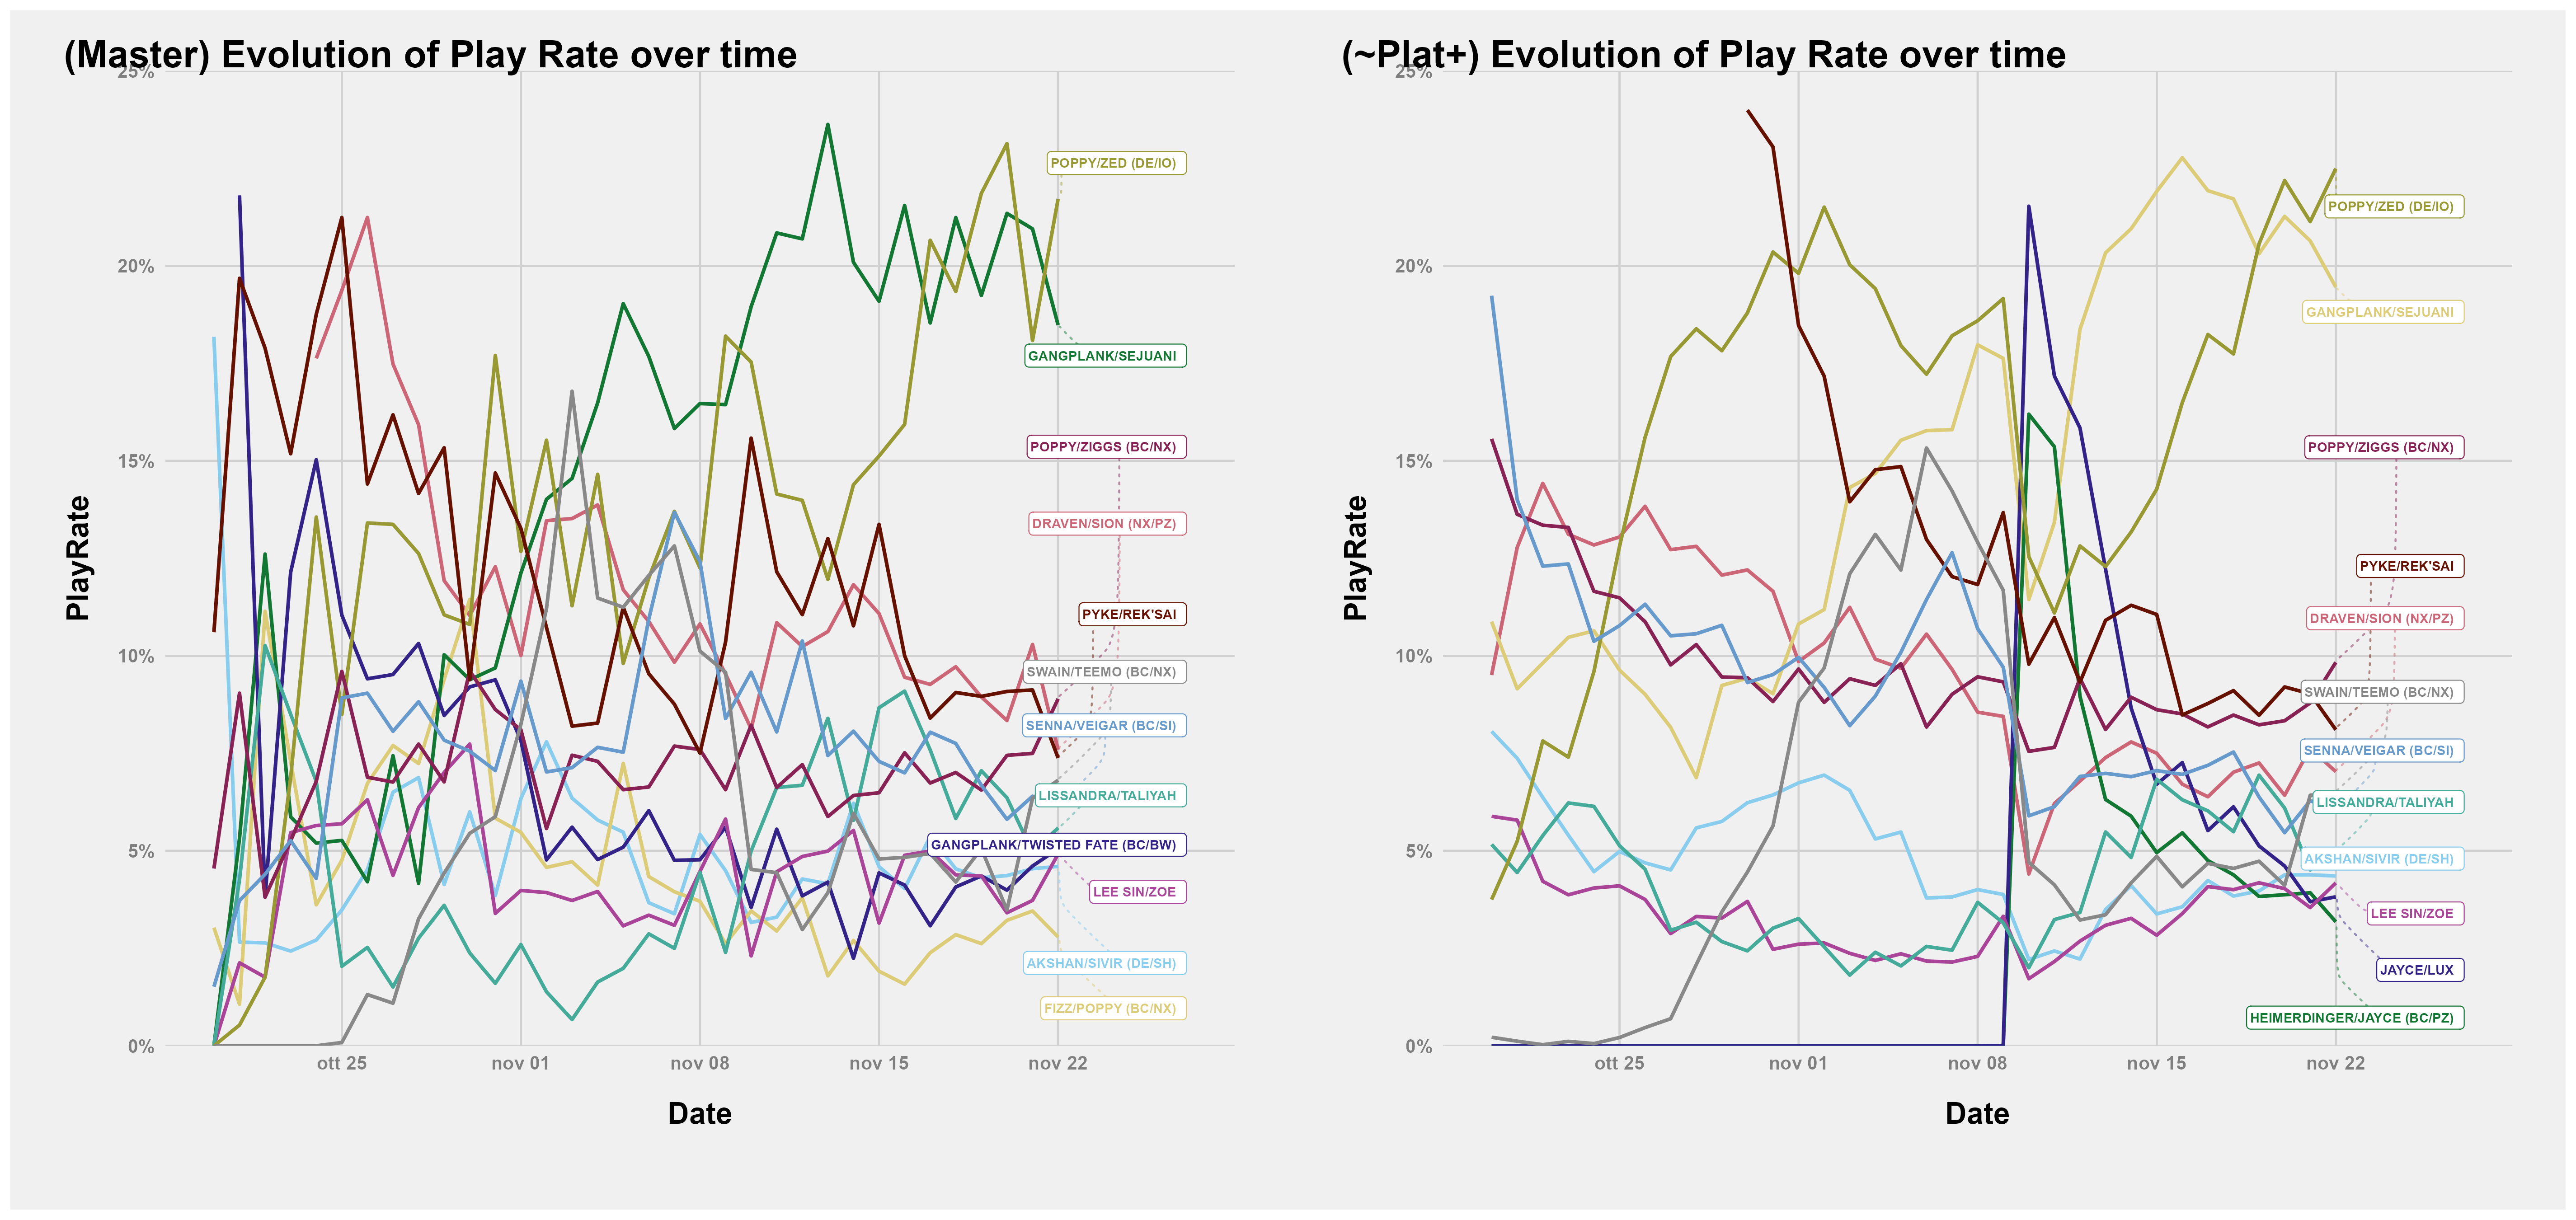 (Master) Evolution of Play Rate over time
25%
20%
15%
10%
5%
0%
PlayRate
POPPY/ZED (DE/IO)
GANGPLANK/SEJUANI
POPPY/ZIGGS (BC/NX)
DRAVEN/SION (NX/PZ)
PYKE/REK'SAI
SWAIN/TEEMO (BC/NX)
SENNA/VEIGAR (BC/SI)
LISSANDRA/TALIYAH
GANGPLANK/TWISTED FATE (BC/BW)
LEE SIN/ZOE
AKSHAN/SIVIR (DE/SH)
FIZZ/POPPY (BC/NX)
ott 25
nov 01
nov 08
nov 15
nov 22
Date
(~Plat+) Evolution of Play Rate over time
25%
20%
15%
10%
5%
0%
PlayRate
POPPY/ZED (DE/IO)
GANGPLANK/SEJUANI
POPPY/ZIGGS (BC/NX)
PYKE/REK'SAI
DRAVEN/SION (NX/PZ)
SWAIN/TEEMO (BC/NX)
SENNA/VEIGAR (BC/SI)
LISSANDRA/TALIYAH
AKSHAN/SIVIR (DE/SH)
LEE SIN/ZOE
JAYCE/LUX
HEIMERDINGER/JAYCE (BC/PZ)
ott 25
nov 01
nov 08
nov 15
nov 22
Date